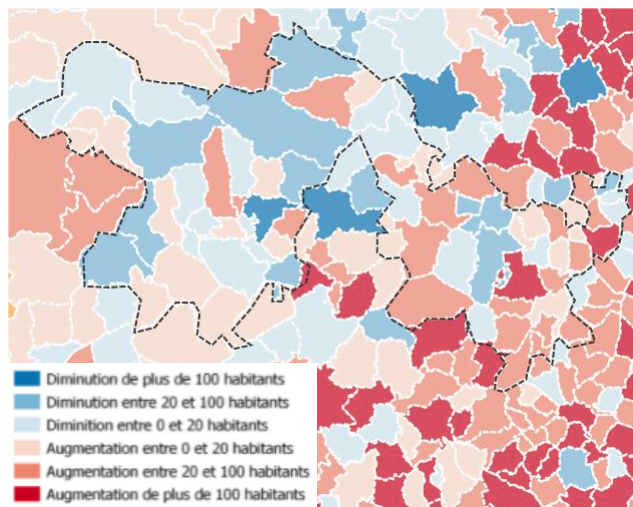 Diminution de plus de 100 habitants
Diminution entre 20 et 100 habitants
Diminition entre 0 et 20 habitants
Augmentation entre 0 et 20 habitants
Augmentation entre 20 et 100 habitants
Augmentation de plus de 100 habitants